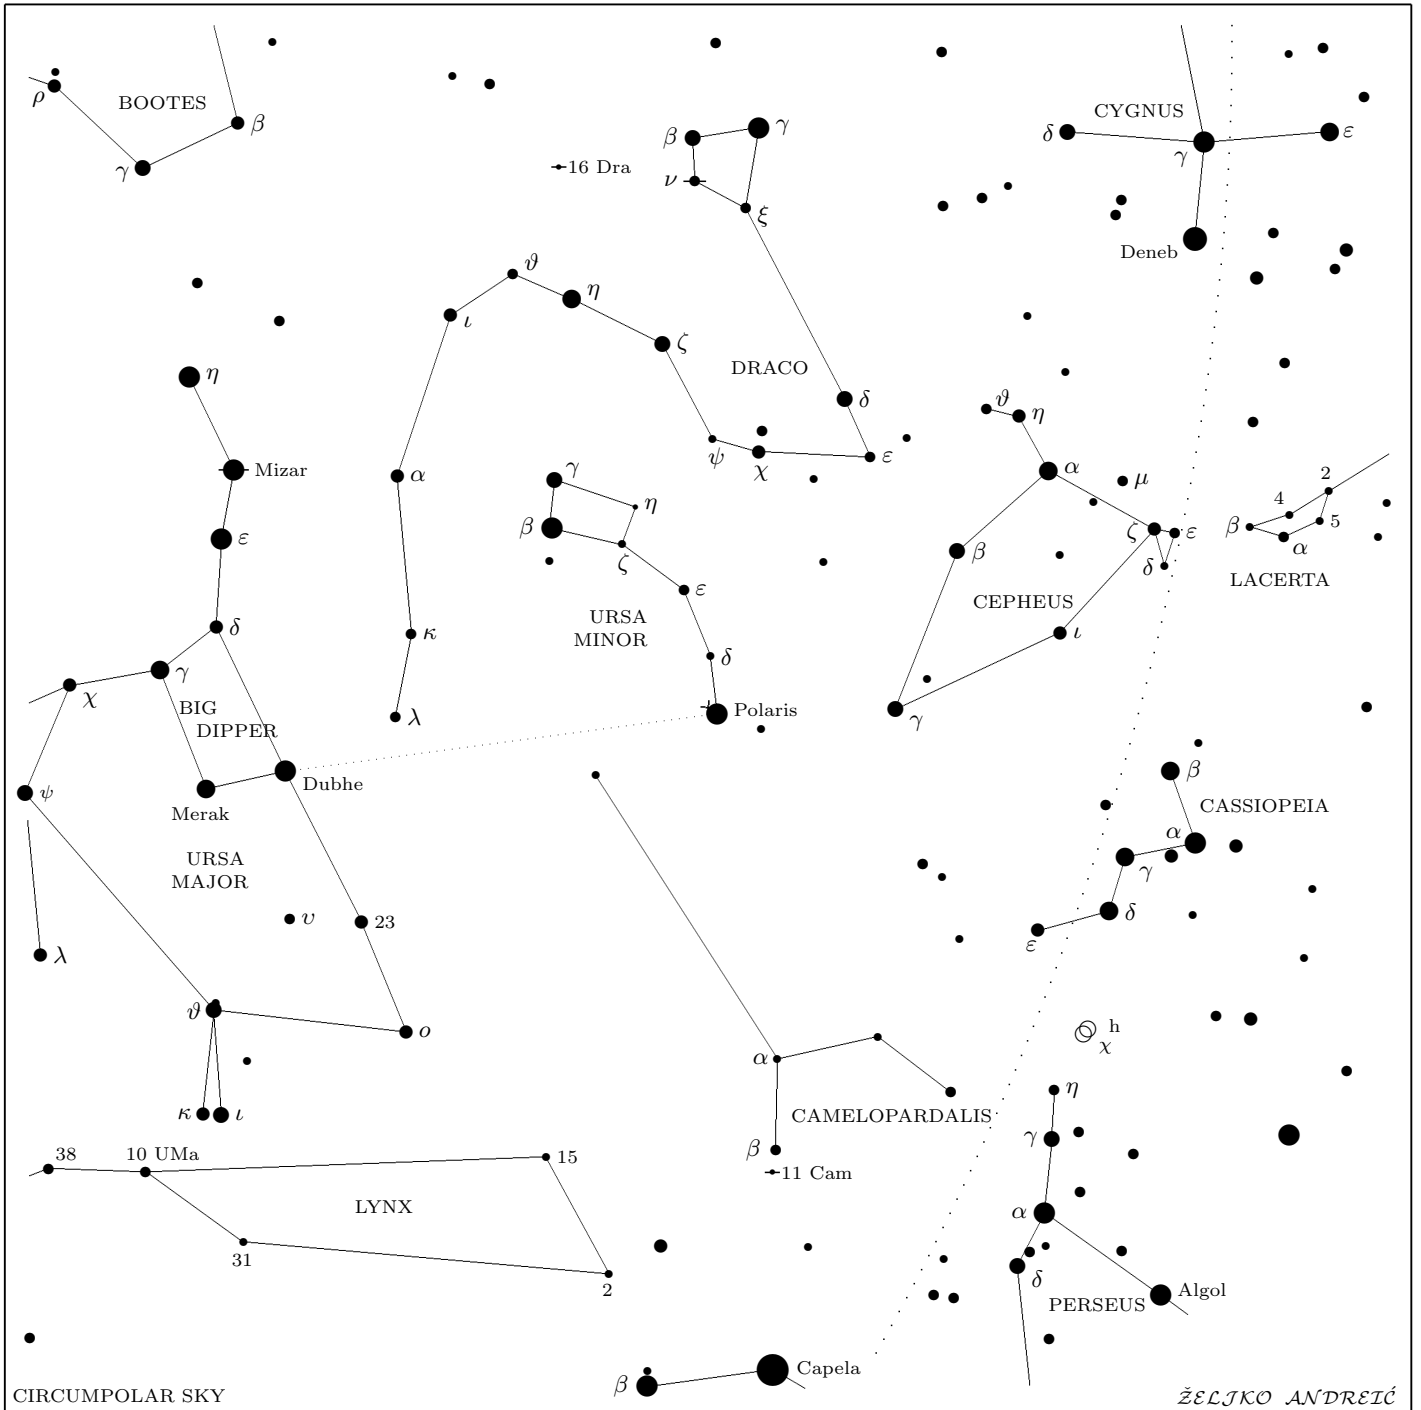 BOOTES
ρ
β
γ
CYGNUS
δ
γ
ε
Deneb
β
γ
16 Dra
ν
ξ
ϑ
η
ι
ζ
DRACO
η
δ
ϑ
η
Mizar
α
ψ
χ
ε
α
μ
2
4
γ
η
β
ζ
β
ζ
ε
β
5
α
ε
δ
LACERTA
ε
CEPHEUS
URSA
MINOR
δ
κ
ι
δ
γ
χ
BIG
DIPPER
λ
Polaris
γ
β
Dubhe
ψ
Merak
CASSIOPEIA
α
URSA
MAJOR
γ
υ
23
δ
ε
λ
ϑ
ο
h
χ
α
η
κ
ι
CAMELOPARDALIS
γ
38
10 UMa
15
β
11 Cam
LYNX
α
31
2
δ
Algol
PERSEUS
Capela
β
CIRCUMPOLAR SKY
ŽELJKO ANDREIĆ